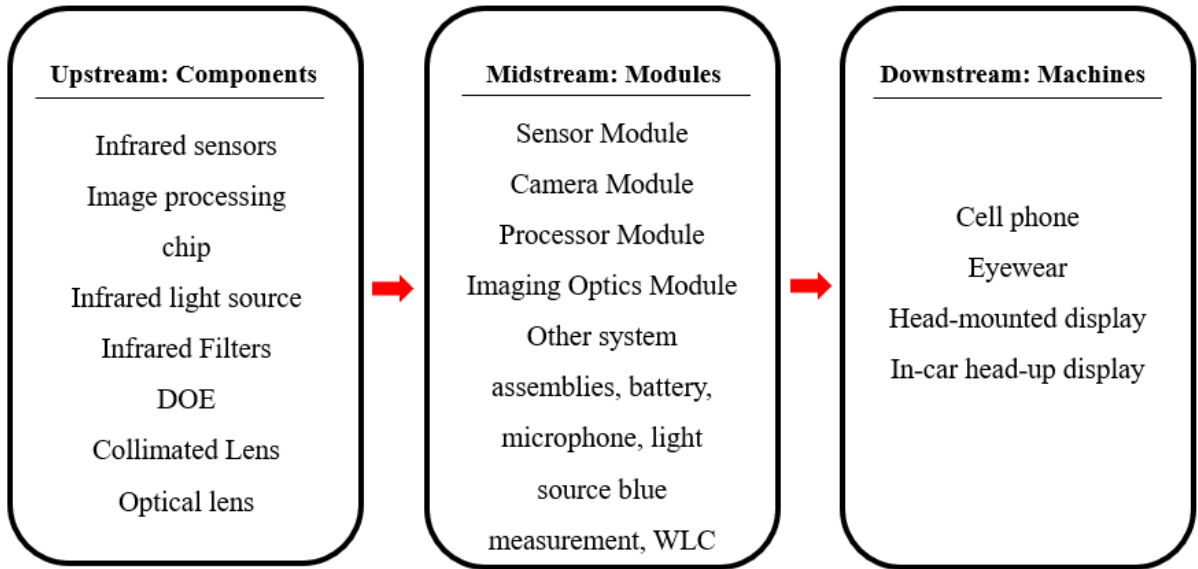 Upstream: Components
Infrared sensors
Image processing
chip
Infrared light source
Infrared Filters
DOE
Collimated Lens
Optical lens
Midstream: Modules
Sensor Module
Camera Module
Processor Module
Imaging Optics Module
Other system
assemblies, battery,
microphone, light
source blue
measurement, WLC
Downstream: Machines
Cell phone
Eyewear
Head-mounted display
In-car head-up display